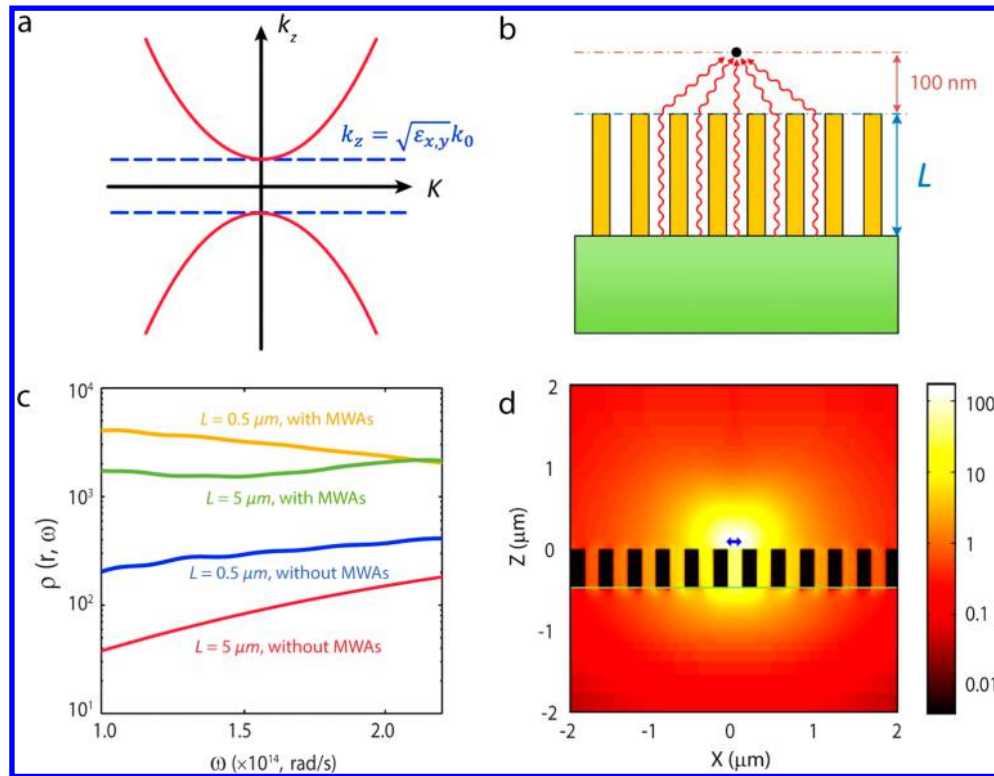 a
k_z
k_z = √ε_{x,y} k_0
K
b
100 nm
L
c
10^4
10^3
10^2
10^1
ρ (r, ω)
L = 0.5 μm, with MWAs
L = 5 μm, with MWAs
L = 0.5 μm, without MWAs
L = 5 μm, without MWAs
1.0
1.5
2.0
ω (×10^14, rad/s)
d
2
1
0
-1
-2
Z (μm)
-2
-1
0
1
2
X (μm)
100
10
1
0.1
0.01